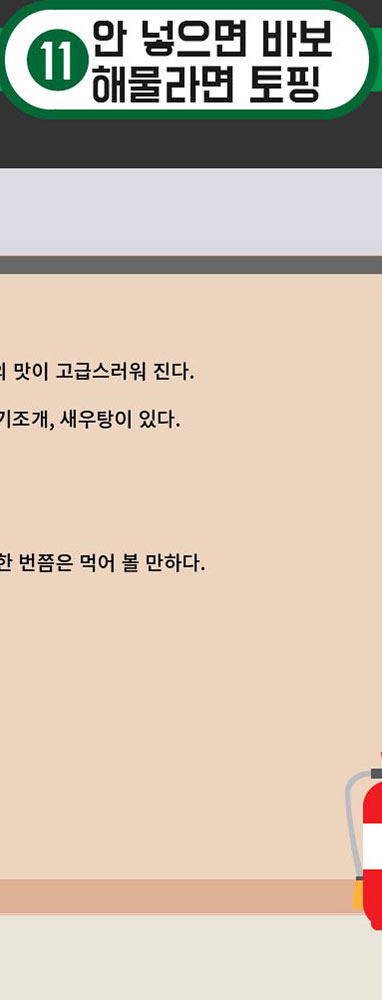 11
안 넣으면 바보
해물라면 토핑
맛이 고급스러워 진다.
기조개, 새우탕이 있다.
한 번쯤은 먹어 볼 만하다.